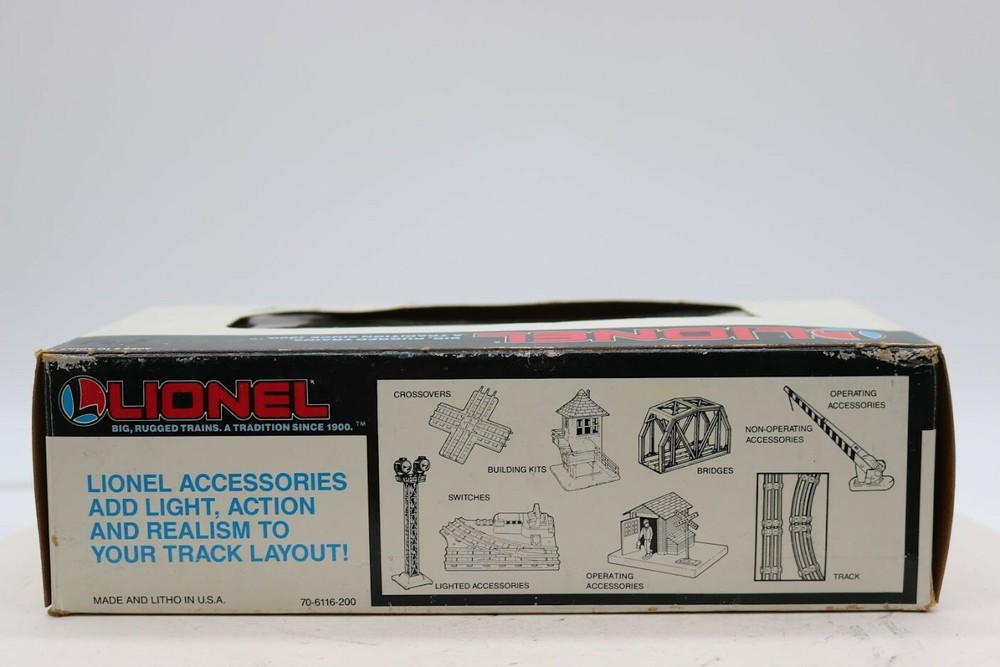 LIONEL
LIONEL
BIG, RUGGED TRAINS. A TRADITION SINCE 1900.™
LIONEL ACCESSORIES
ADD LIGHT, ACTION
AND REALISM TO
YOUR TRACK LAYOUT!
MADE AND LITHO IN U.S.A.
70-6116-200
CROSSOVERS
BUILDING KITS
BRIDGES
OPERATING
ACCESSORIES
NON-OPERATING
ACCESSORIES
SWITCHES
LIGHTED ACCESSORIES
OPERATING
ACCESSORIES
TRACK